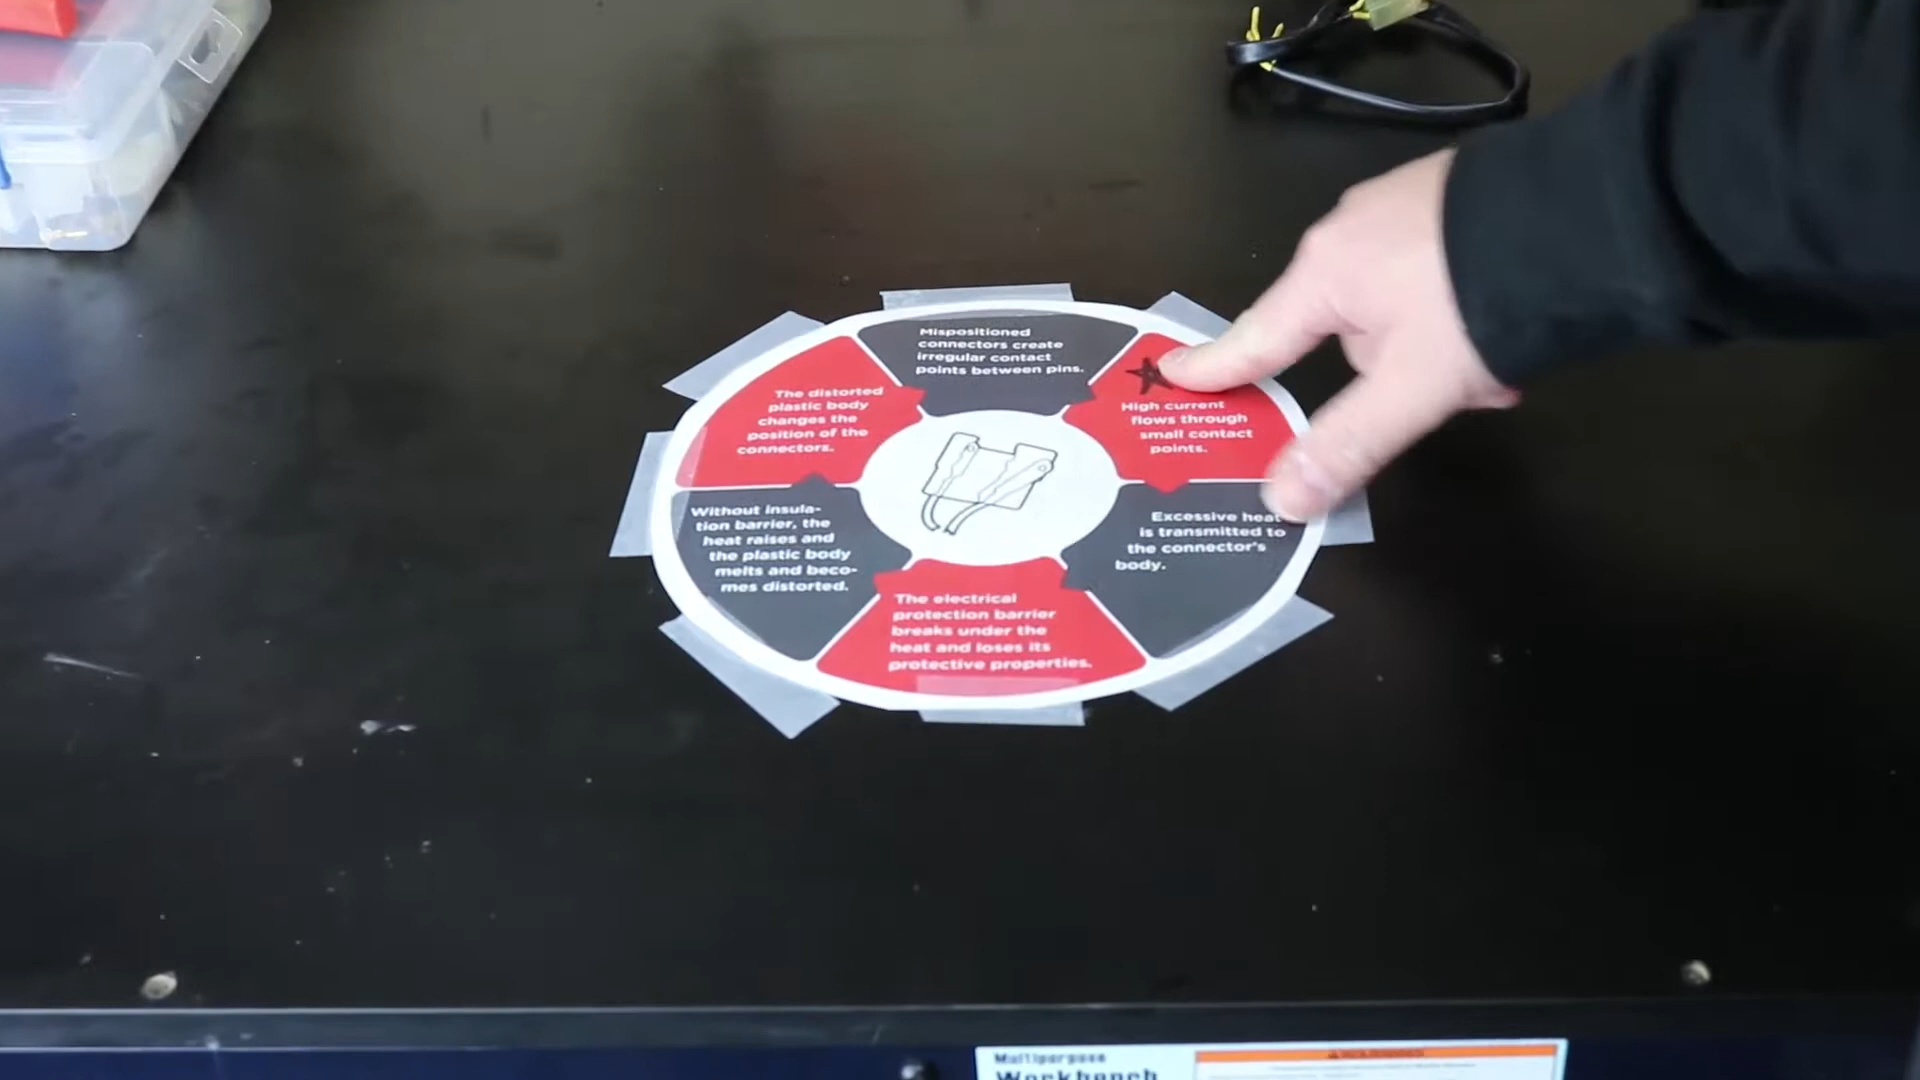 Mispositioned
connectors create
irregular contact
points between pins.
High current
flows through
small contact
points.
Excessive heat
is transmitted to
the connector's
body.
The electrical
protection barrier
breaks under the
heat and loses its
protective properties.
Without insula-
tion barrier, the
heat raises and
the plastic body
melts and beco-
mes distorted.
The distorted
plastic body
changes the
position of the
connectors.
Multipurpose
Workbench
WARNING